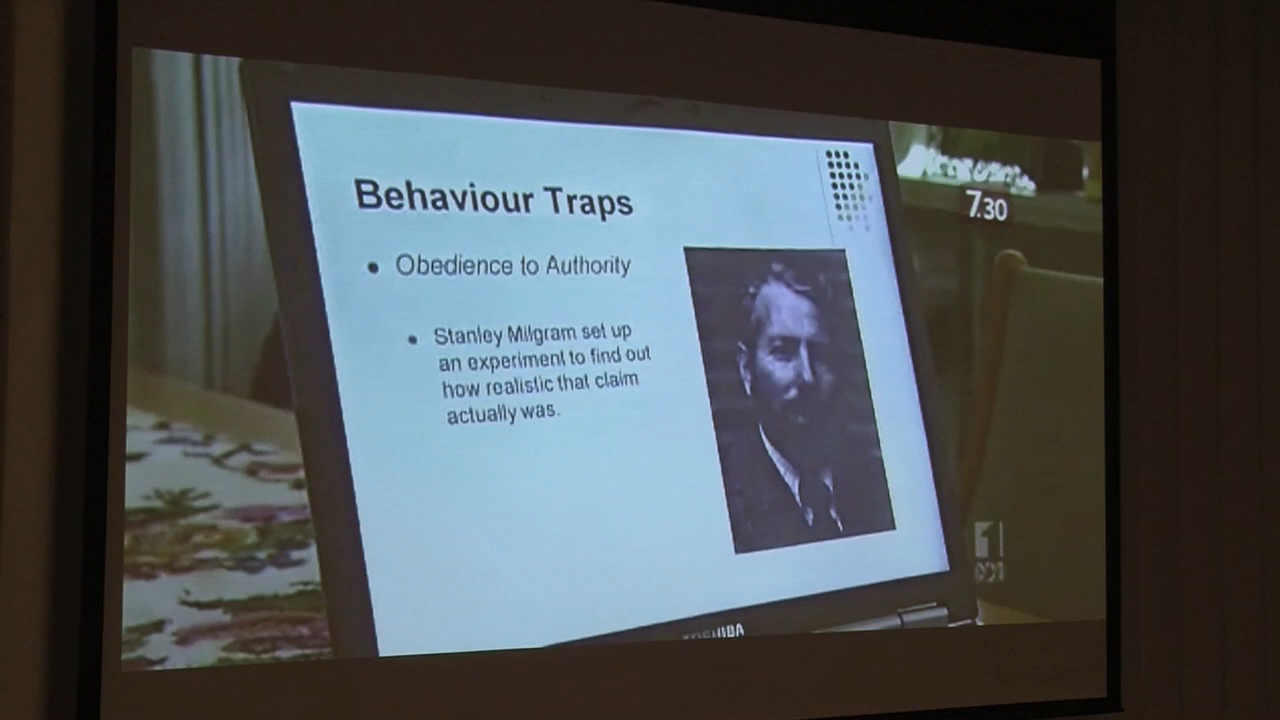 Behaviour Traps
• Obedience to Authority
• Stanley Milgram set up
an experiment to find out
how realistic that claim
actually was.
7.30
1
TOSHIBA